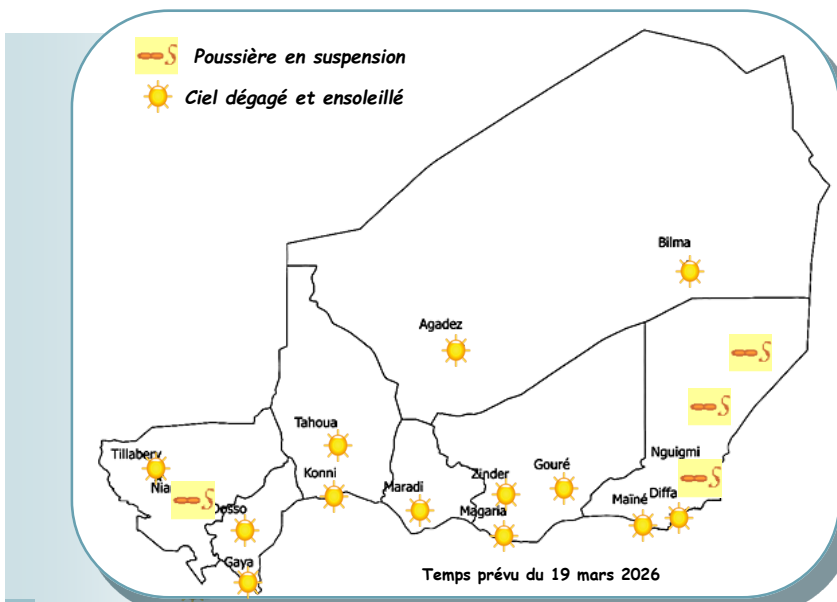 Poussière en suspension
Ciel dégagé et ensoleillé
Bilma
Agadez
Tahoua
Tillabery
Nia
Konni
Maradi
Zinder
Gouré
Nguigmi
Maïné
Diffa
Dosso
Magaria
Gaya
Temps prévu du 19 mars 2026